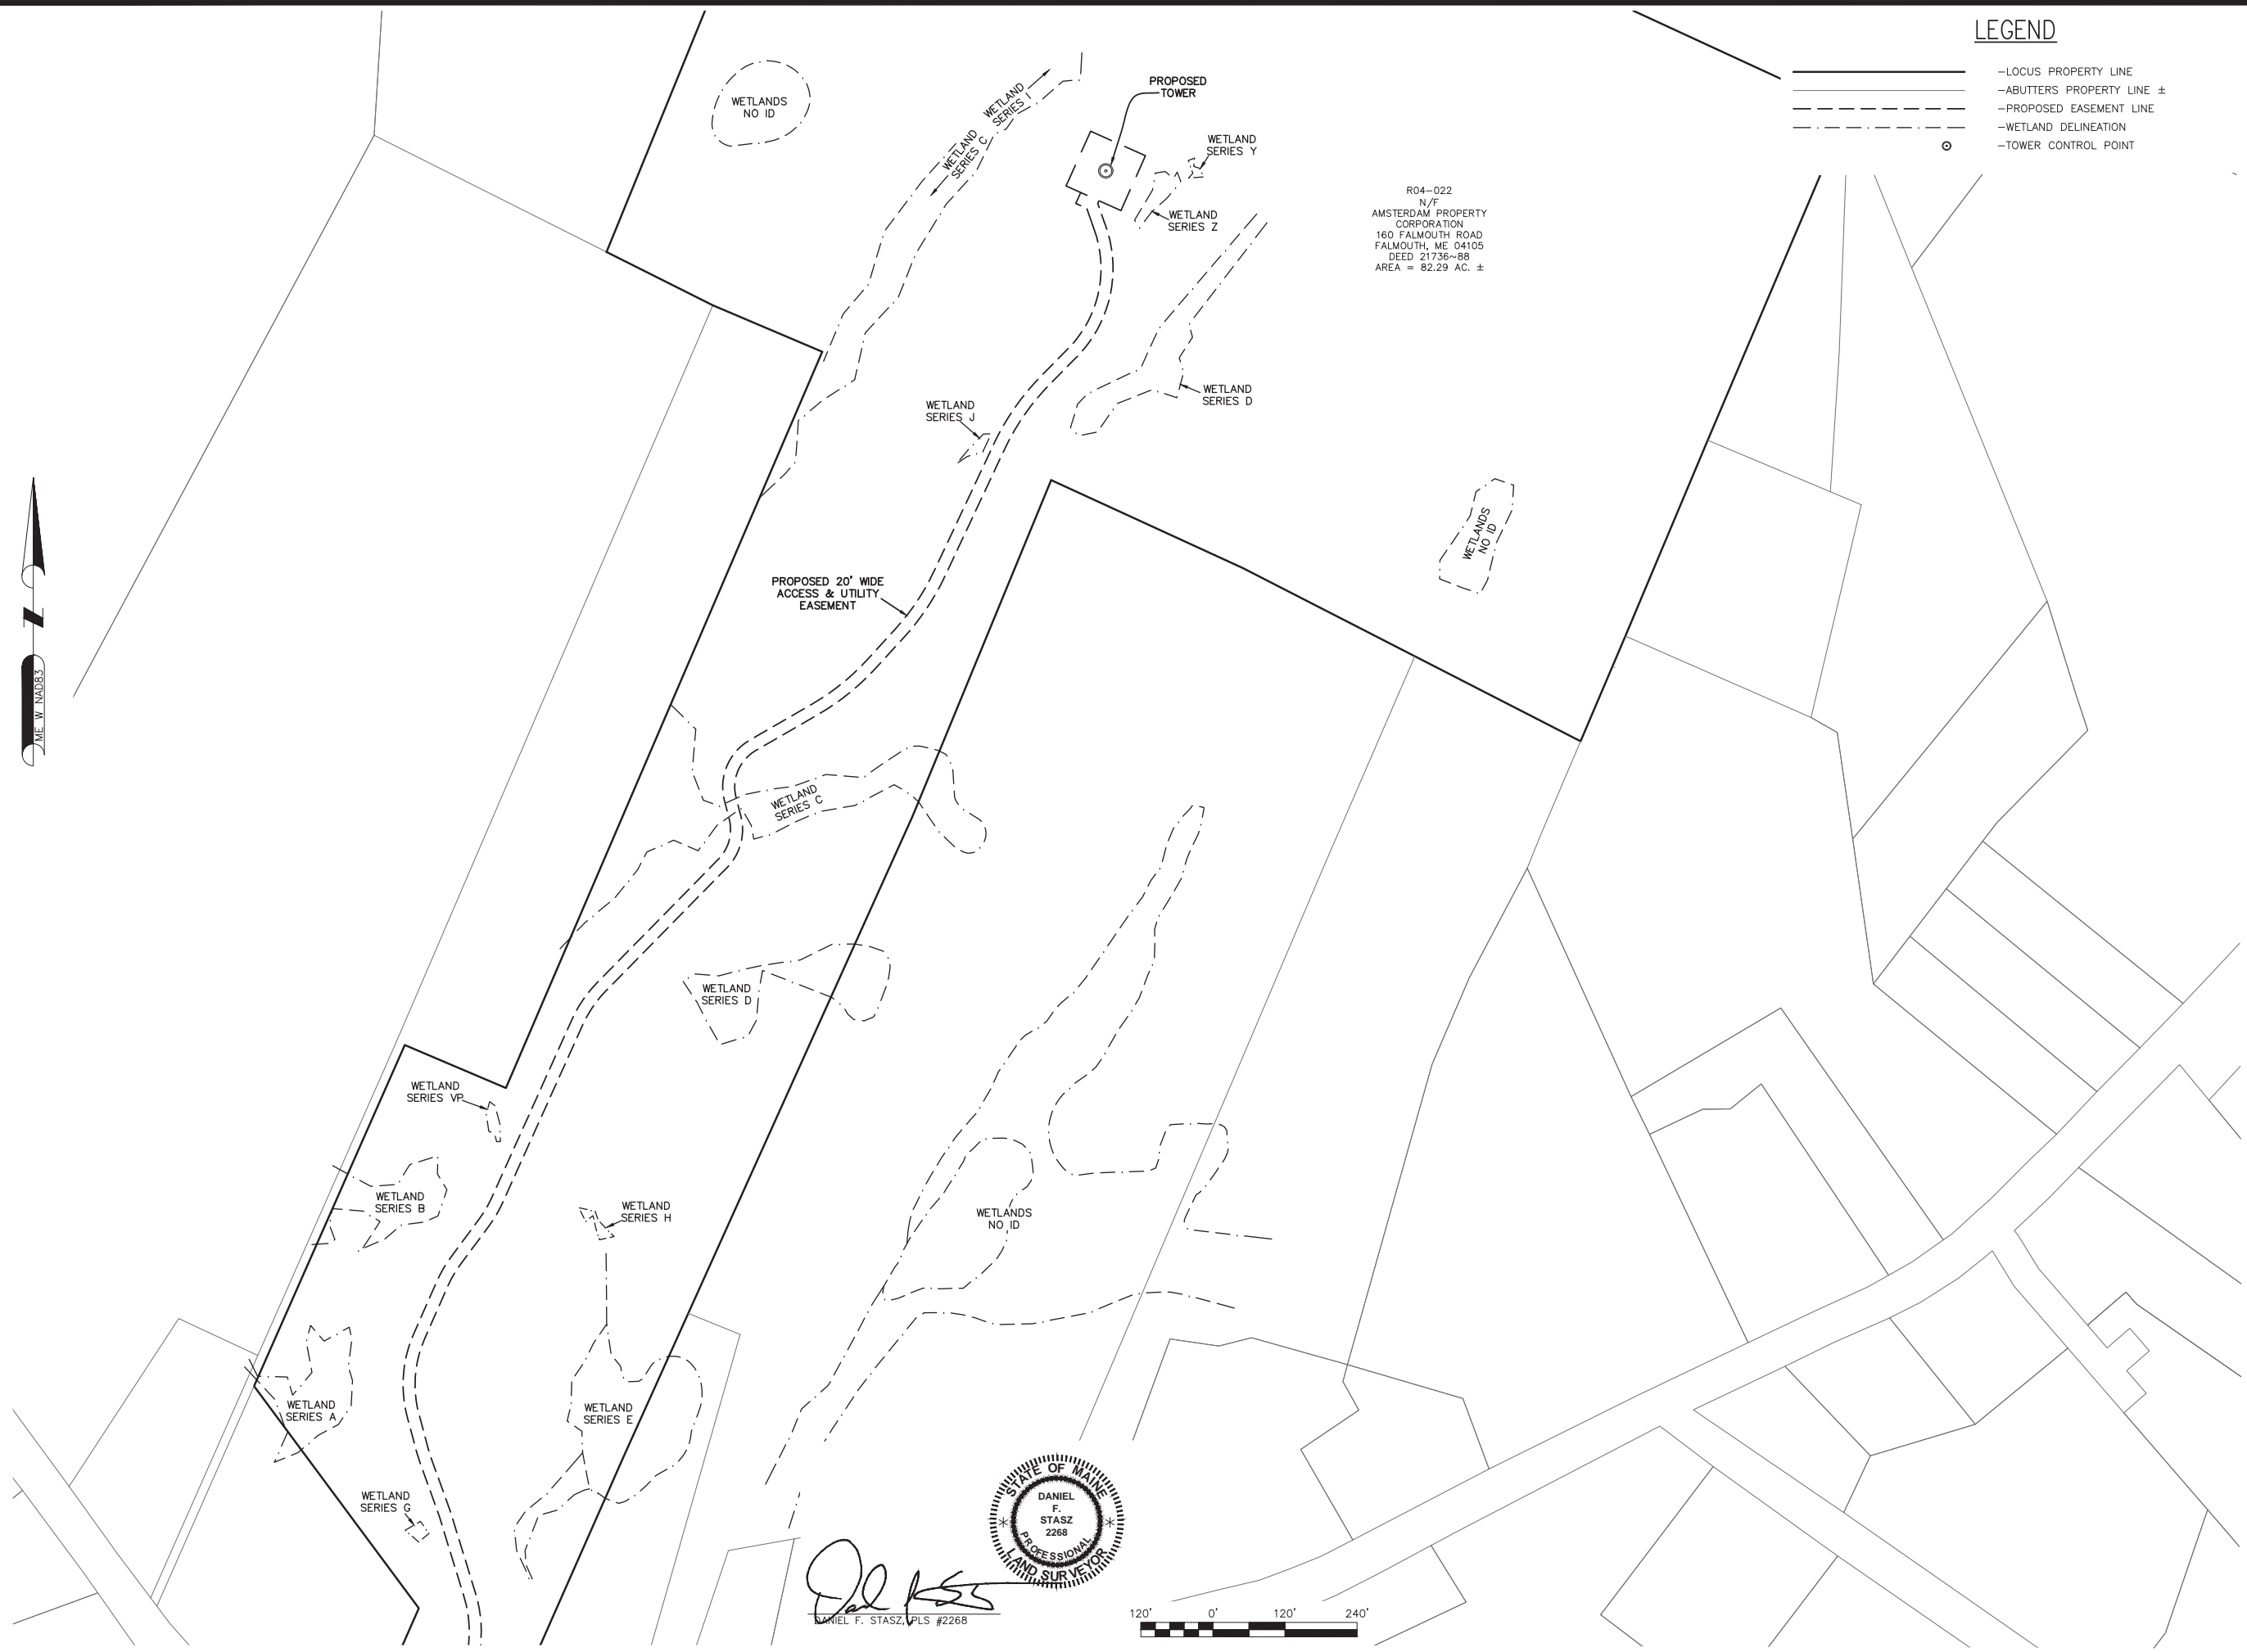 LEGEND
-LOCUS PROPERTY LINE
-ABUTTERS PROPERTY LINE ±
-PROPOSED EASEMENT LINE
-WETLAND DELINEATION
-TOWER CONTROL POINT
WETLANDS
NO ID
WETLAND
SERIES I
WETLAND
SERIES C
PROPOSED
TOWER
WETLAND
SERIES Y
WETLAND
SERIES Z
R04-022
N/F
AMSTERDAM PROPERTY
CORPORATION
160 FALMOUTH ROAD
FALMOUTH, ME 04105
DEED 21736~88
AREA = 82.29 AC. ±
WETLAND
SERIES D
WETLAND
SERIES J
WETLANDS
NO ID
PROPOSED 20' WIDE
ACCESS & UTILITY
EASEMENT
N
ME W NAD83
WETLAND
SERIES C
WETLAND
SERIES D
WETLAND
SERIES VP
WETLAND
SERIES B
WETLAND
SERIES H
WETLANDS
NO ID
WETLAND
SERIES A
WETLAND
SERIES E
WETLAND
SERIES G
STATE OF MAINE
DANIEL
F.
STASZ
2268
PROFESSIONAL
LAND SURVEYOR
DANIEL F. STASZ, PLS #2268
120' 0' 120' 240'